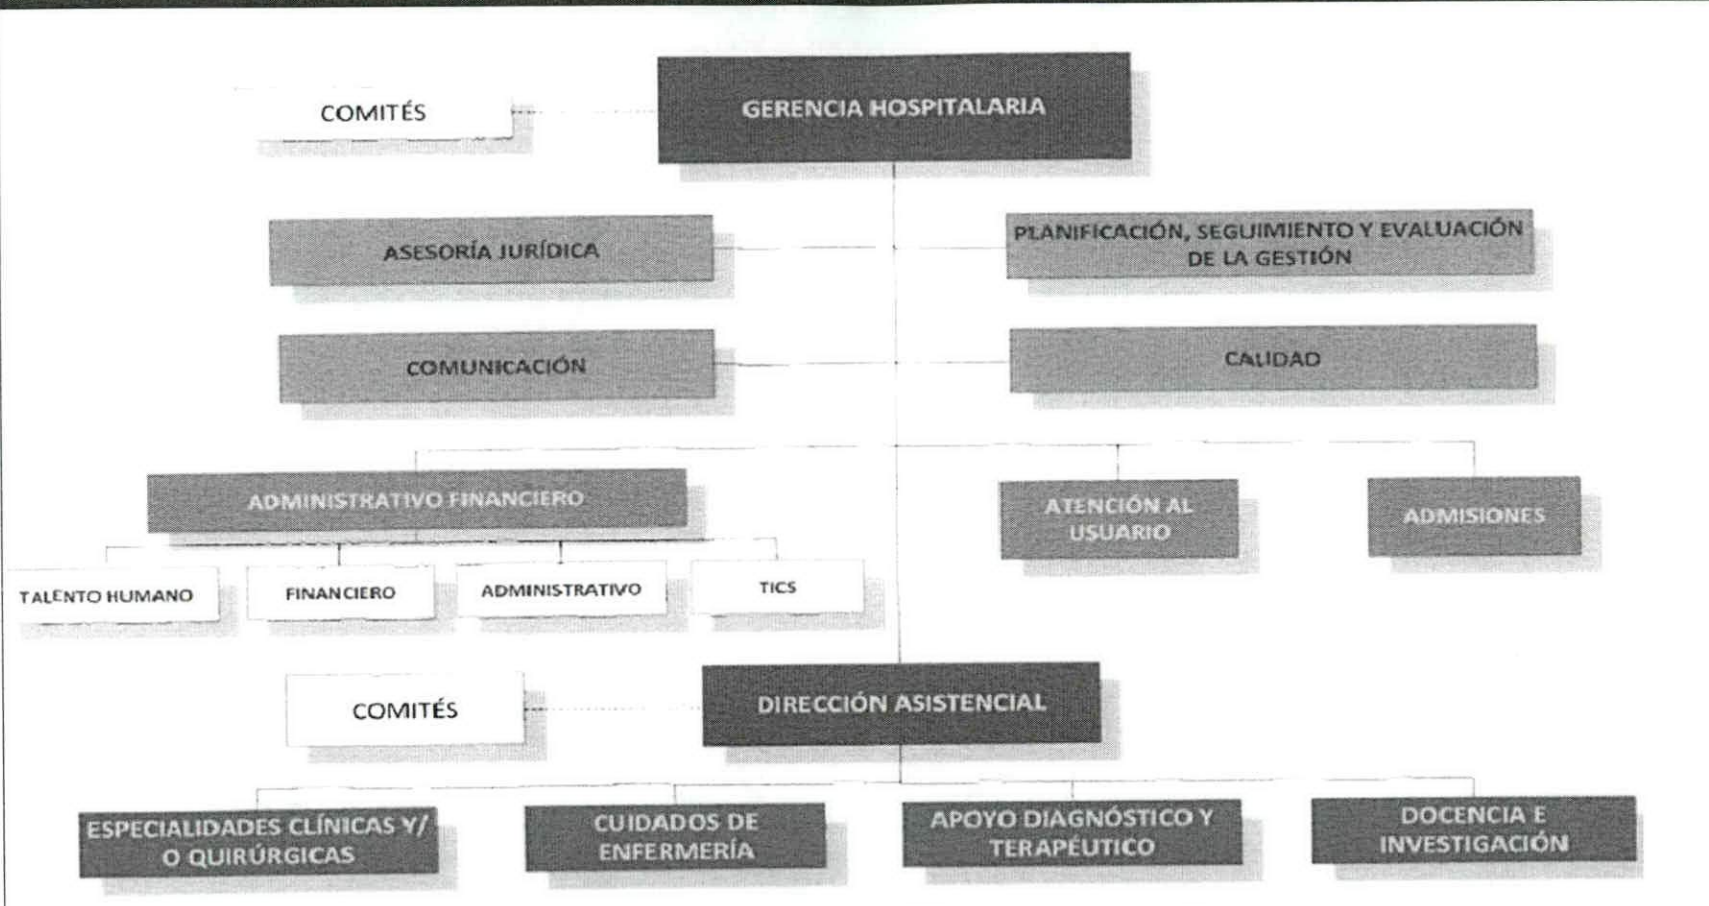 COMITÉS
GERENCIA HOSPITALARIA
ASESORÍA JURÍDICA
PLANIFICACIÓN, SEGUIMIENTO Y EVALUACIÓN
DE LA GESTIÓN
COMUNICACIÓN
CALIDAD
ADMINISTRATIVO FINANCIERO
ATENCIÓN AL
USUARIO
ADMISIONES
TALENTO HUMANO
FINANCIERO
ADMINISTRATIVO
TICS
COMITÉS
DIRECCIÓN ASISTENCIAL
ESPECIALIDADES CLÍNICAS Y/
O QUIRÚRGICAS
CUIDADOS DE
ENFERMERÍA
APOYO DIAGNÓSTICO Y
TERAPÉUTICO
DOCENCIA E
INVESTIGACIÓN